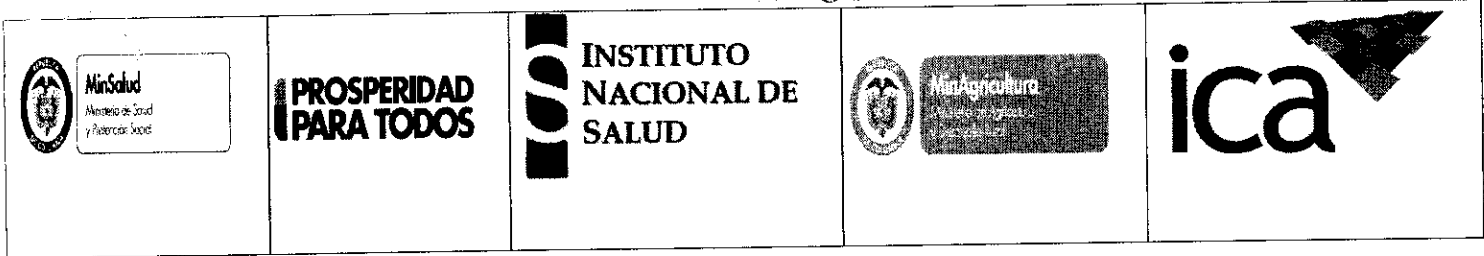 MinSalud
Ministerio de Salud
y Protección Social
PROSPERIDAD
PARA TODOS
INSTITUTO
NACIONAL DE
SALUD
MinAgricultura
ica